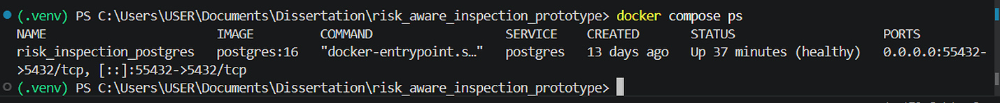 (.venv) PS C:\Users\USER\Documents\Dissertation\risk_aware_inspection_prototype> docker compose ps
NAME IMAGE COMMAND SERVICE CREATED STATUS PORTS
risk_inspection_postgres postgres:16 "docker-entrypoint.s…" postgres 13 days ago Up 37 minutes (healthy) 0.0.0.0:55432-
>5432/tcp, [::]:55432->5432/tcp
(.venv) PS C:\Users\USER\Documents\Dissertation\risk_aware_inspection_prototype>